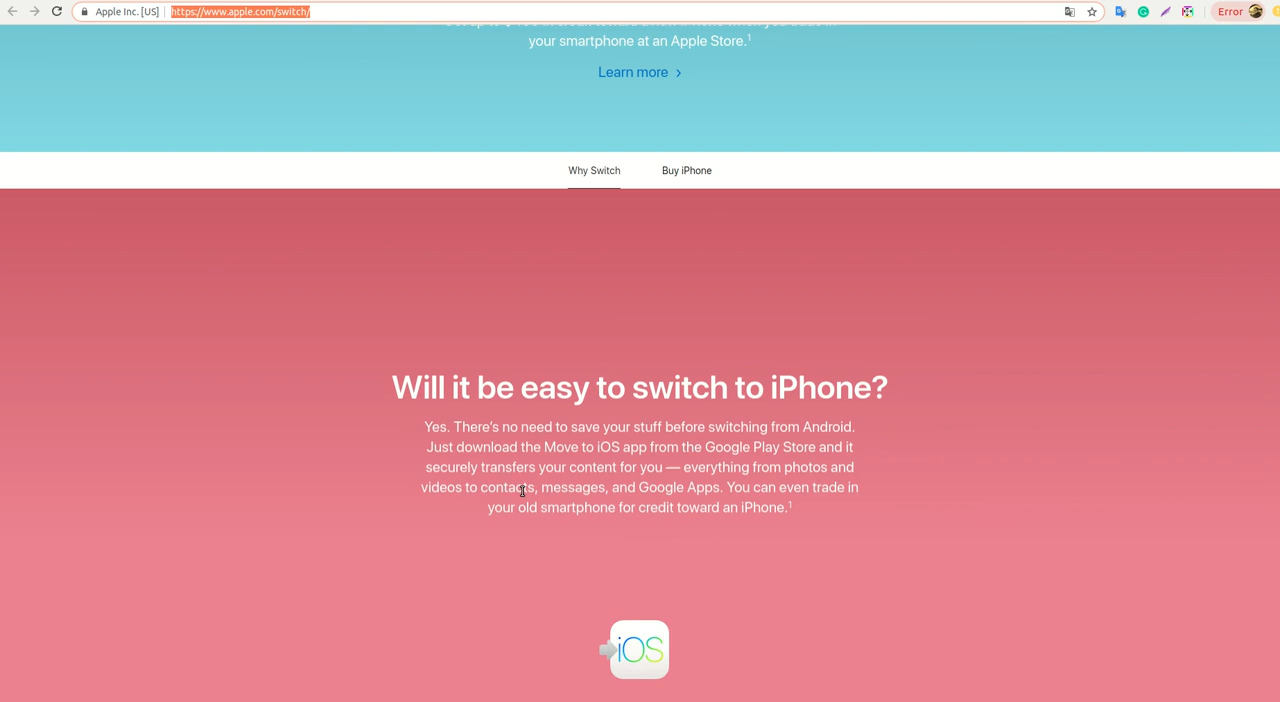 Apple Inc. [US]
https://www.apple.com/switch/
Error
your smartphone at an Apple Store.1
Learn more ›
Why Switch
Buy iPhone
Will it be easy to switch to iPhone?
Yes. There's no need to save your stuff before switching from Android.
Just download the Move to iOS app from the Google Play Store and it
securely transfers your content for you — everything from photos and
videos to contacts, messages, and Google Apps. You can even trade in
your old smartphone for credit toward an iPhone.1
iOS